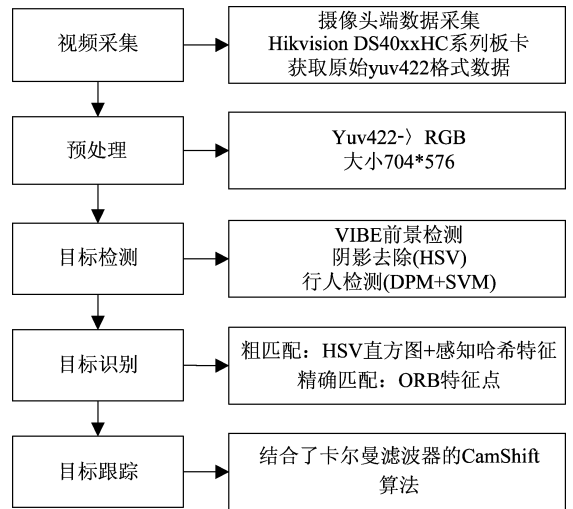 视频采集
摄像头端数据采集
Hikvision DS40xxHC系列板卡
获取原始yuv422格式数据
预处理
Yuv422-〉RGB
大小704*576
目标检测
VIBE前景检测
阴影去除(HSV)
行人检测(DPM+SVM)
目标识别
粗匹配：HSV直方图+感知哈希特征
精确匹配：ORB特征点
目标跟踪
结合了卡尔曼滤波器的CamShift
算法